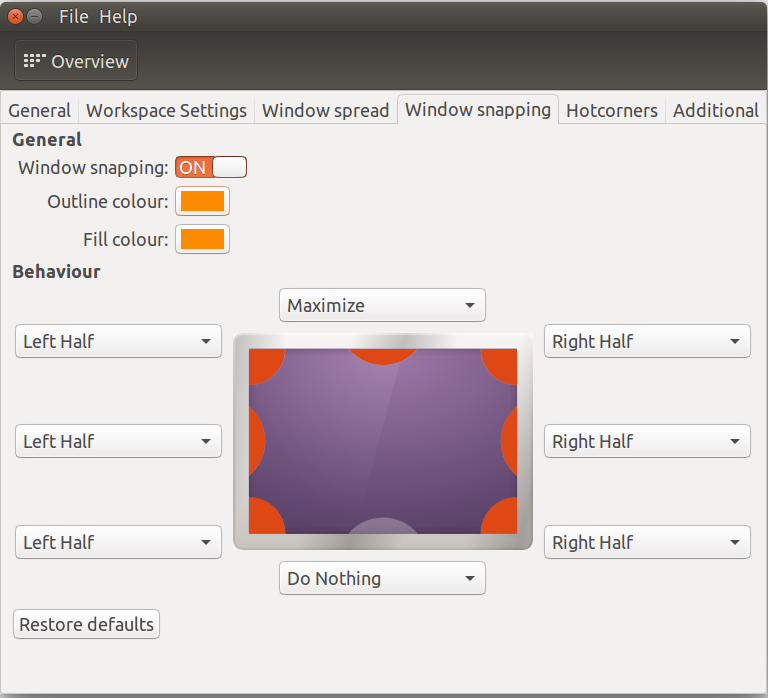 File Help
Overview
General Workspace Settings Window spread Window snapping Hotcorners Additional
General
Window snapping: ON
Outline colour:
Fill colour:
Behaviour
Maximize
Left Half Right Half
Left Half Right Half
Left Half Right Half
Do Nothing
Restore defaults